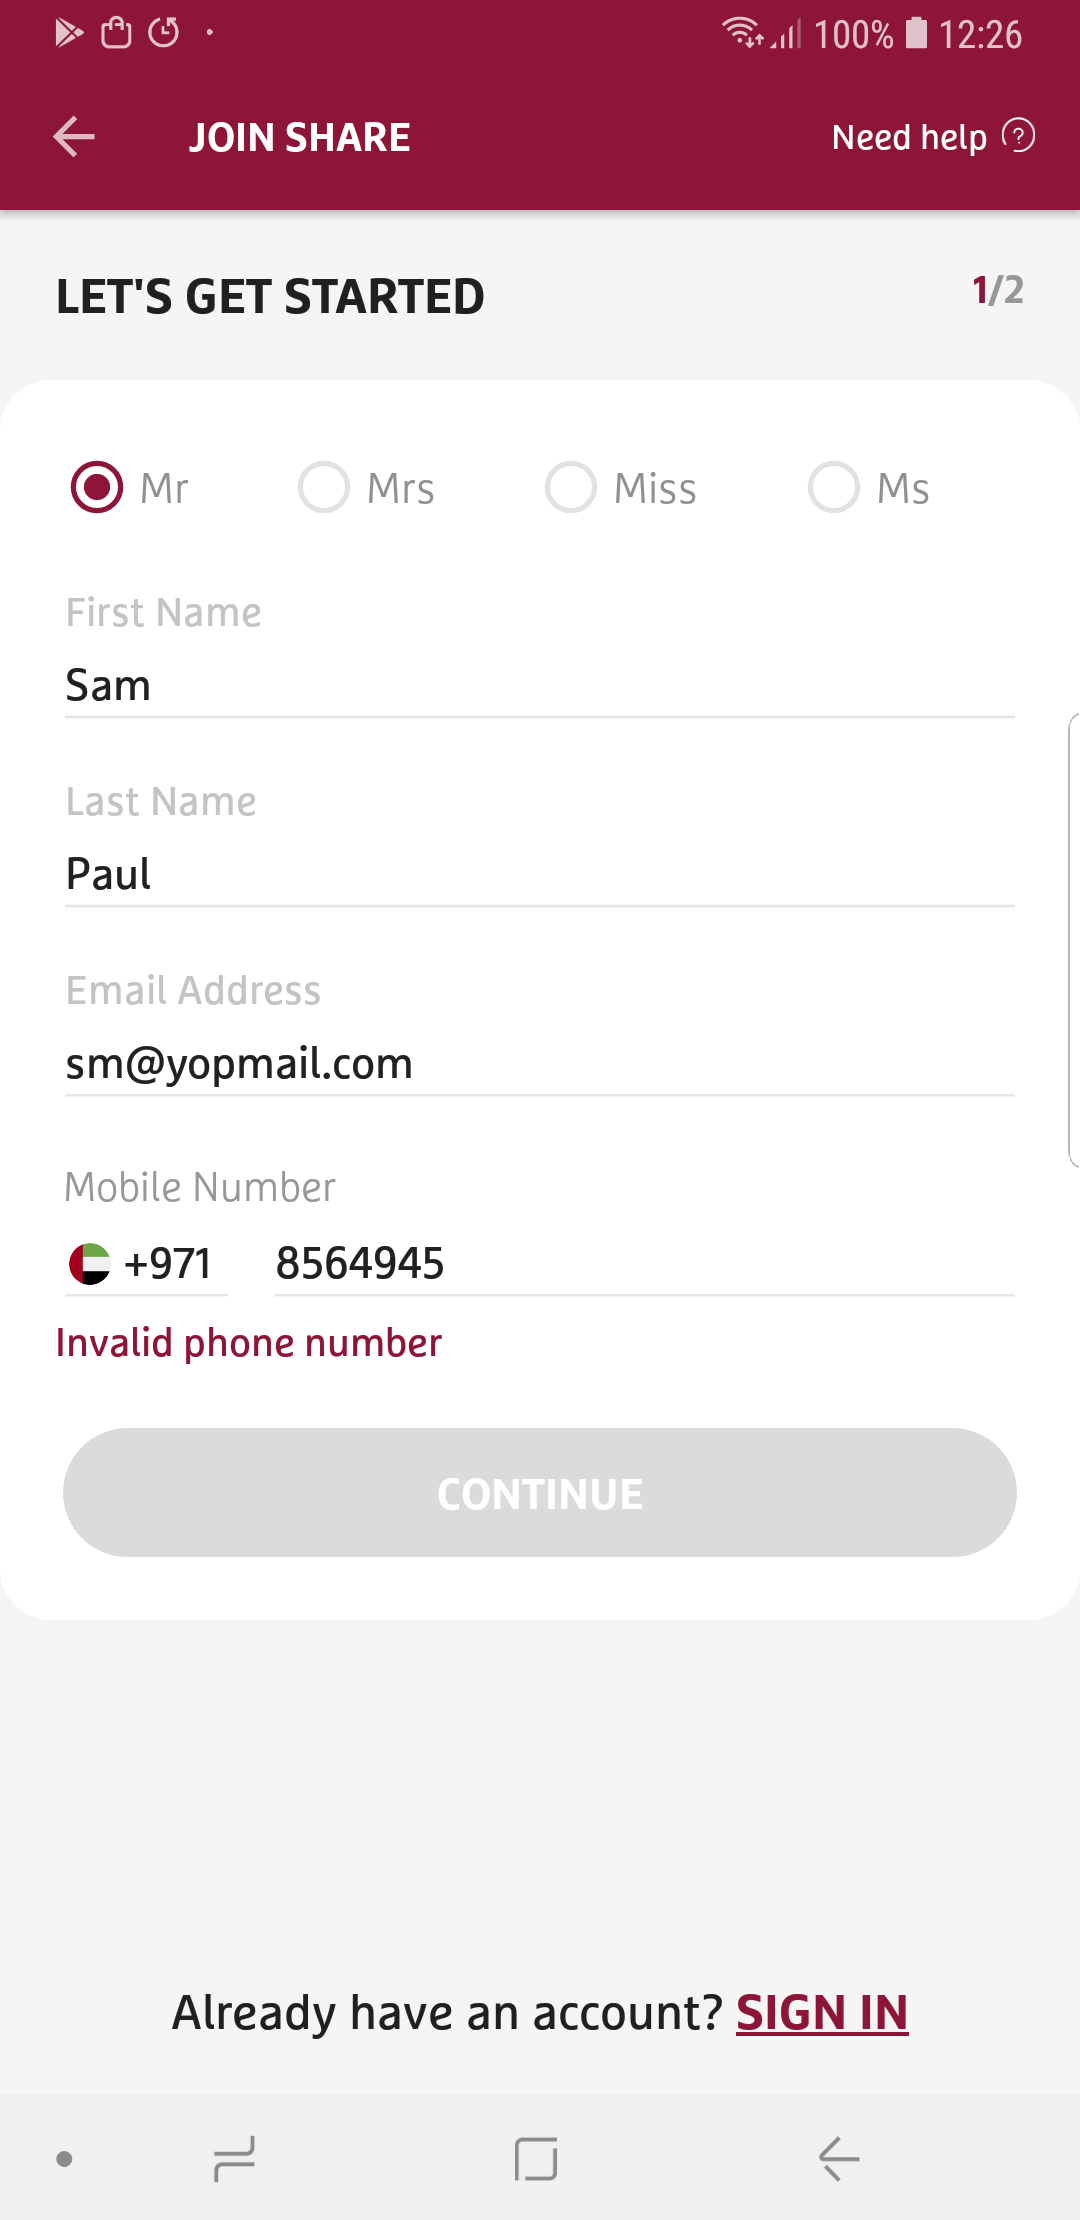 100% 12:26
JOIN SHARE Need help ?
LET'S GET STARTED 1/2
Mr Mrs Miss Ms
First Name
Sam
Last Name
Paul
Email Address
sm@yopmail.com
Mobile Number
+971 8564945
Invalid phone number
CONTINUE
Already have an account? SIGN IN